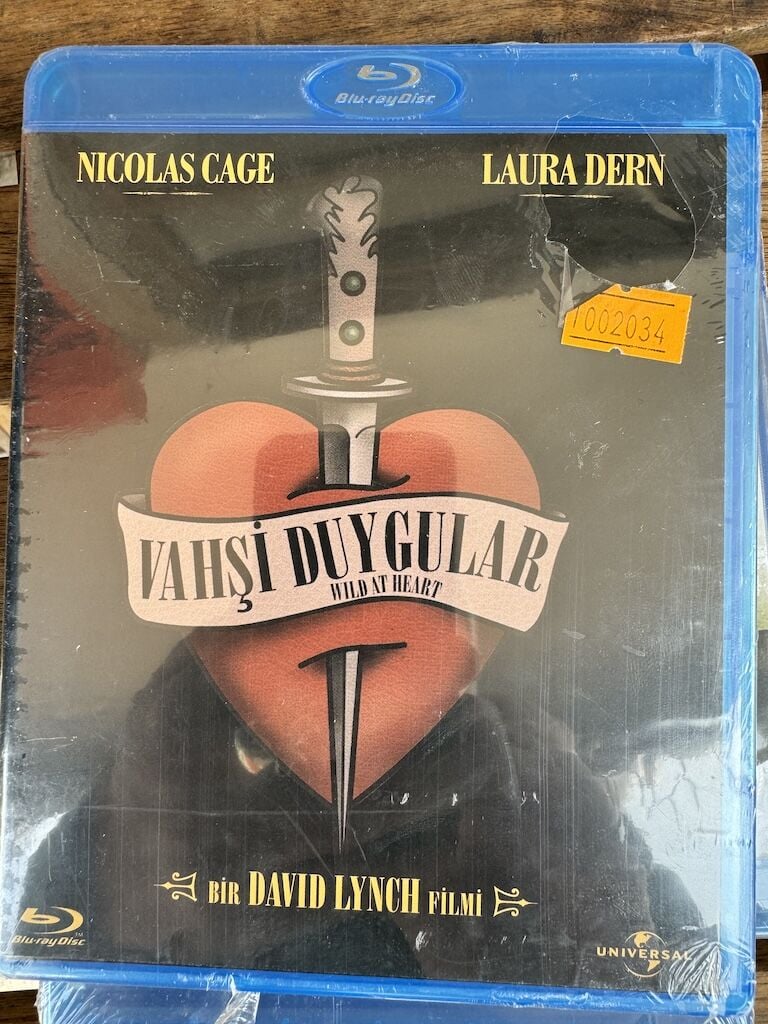 Blu-ray Disc
NICOLAS CAGE
LAURA DERN
1002034
VAHŞİ DUYGULAR
WILD AT HEART
BİR DAVID LYNCH FİLMİ
Blu-ray Disc
UNIVERSAL